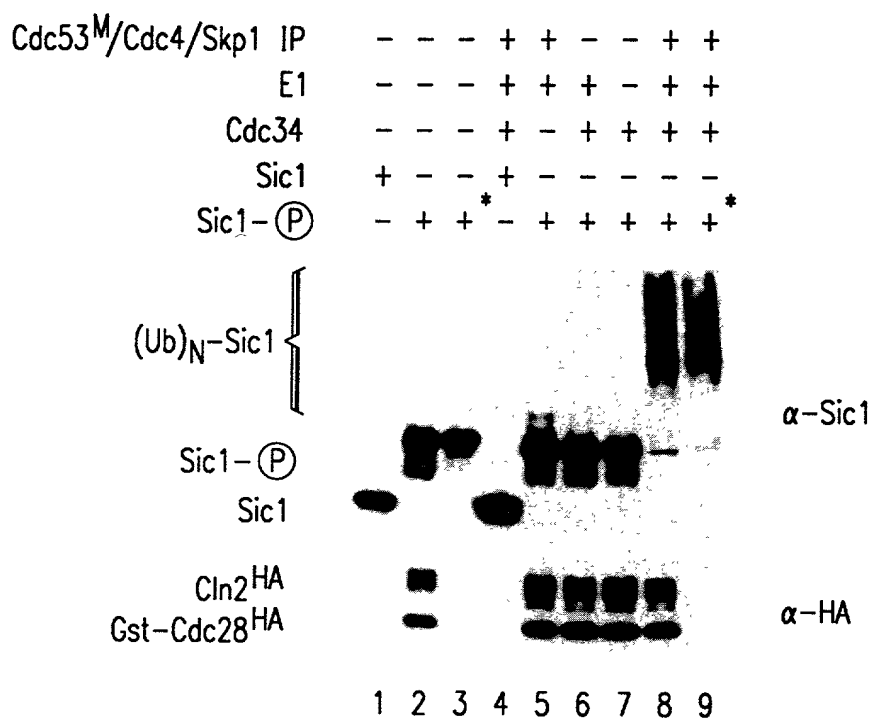 Cdc53M/Cdc4/Skp1 IP - - - + + - - + +
E1 - - - + + + - + +
Cdc34 - - - + - + + + +
Sic1 + - - + - - - - -
Sic1-Ⓟ - + +* - + + + + +*
(Ub)N-Sic1
α-Sic1
Sic1-Ⓟ
Sic1
Cln2HA
α-HA
Gst-Cdc28HA
1 2 3 4 5 6 7 8 9